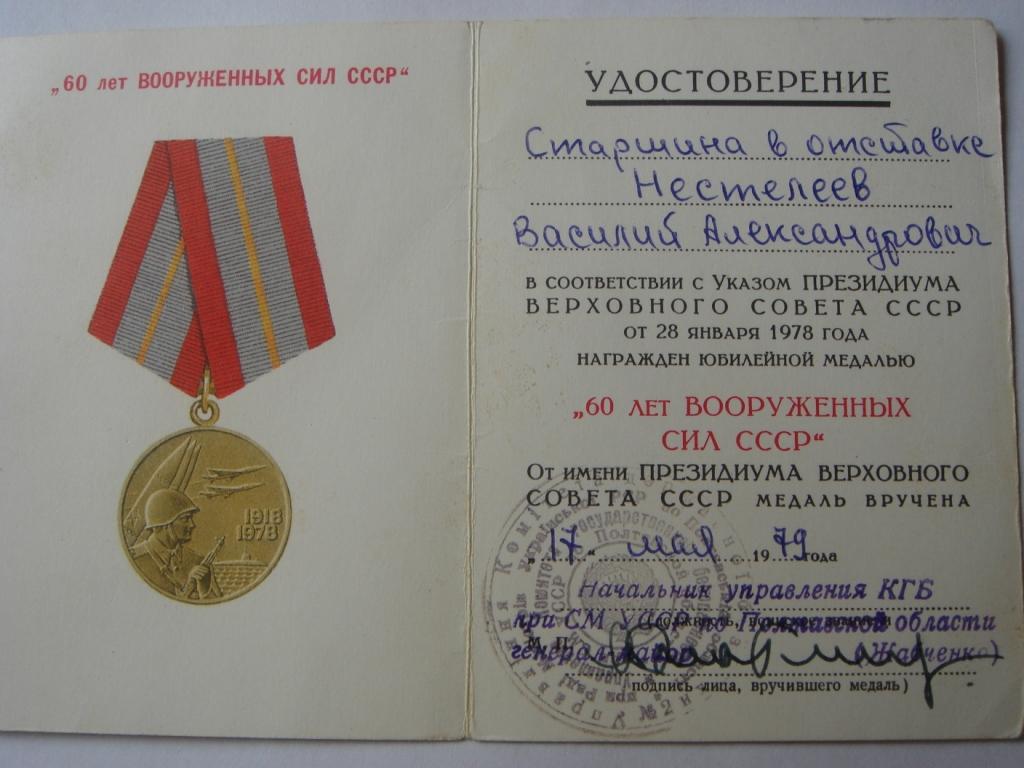 „60 лет ВООРУЖЕННЫХ СИЛ СССР“
1918
1978
УДОСТОВЕРЕНИЕ
Старшина в отставке
Нестелеев
Василий Александрович
В СООТВЕТСТВИИ С УКАЗОМ ПРЕЗИДИУМА
ВЕРХОВНОГО СОВЕТА СССР
ОТ 28 ЯНВАРЯ 1978 ГОДА
НАГРАЖДЕН ЮБИЛЕЙНОЙ МЕДАЛЬЮ
„60 ЛЕТ ВООРУЖЕННЫХ
СИЛ СССР“
ОТ ИМЕНИ ПРЕЗИДИУМА ВЕРХОВНОГО
СОВЕТА СССР МЕДАЛЬ ВРУЧЕНА
„17“ мая 1979 года
Начальник управления КГБ
при СМ УССР по Полтавской области
М. П. генерал-майор
(подпись лица, вручившего медаль)
№2